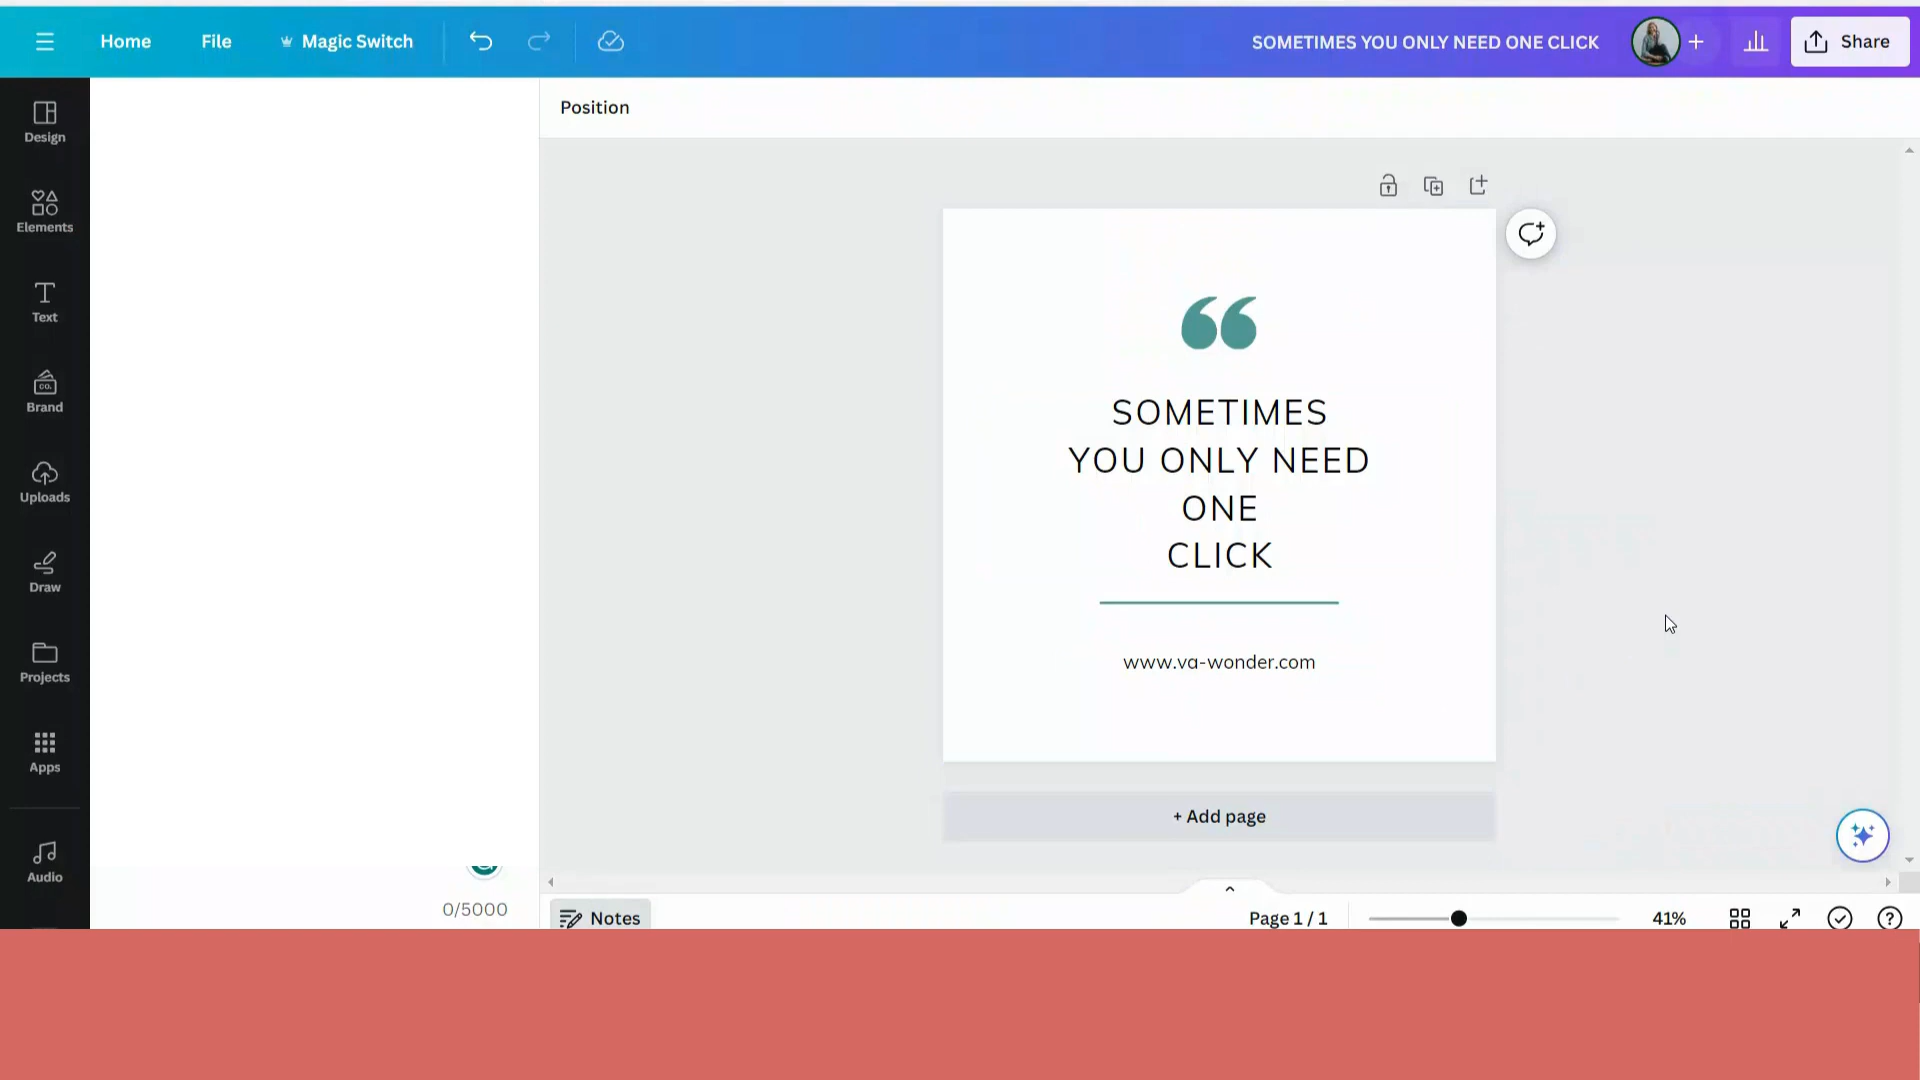 Home
File
Magic Switch
SOMETIMES YOU ONLY NEED ONE CLICK
Share
Position
Design
Elements
Text
Brand
CO.
Uploads
Draw
Projects
Apps
Audio
“
SOMETIMES
YOU ONLY NEED
ONE
CLICK
www.va-wonder.com
+ Add page
0/5000
Notes
Page 1 / 1
41%